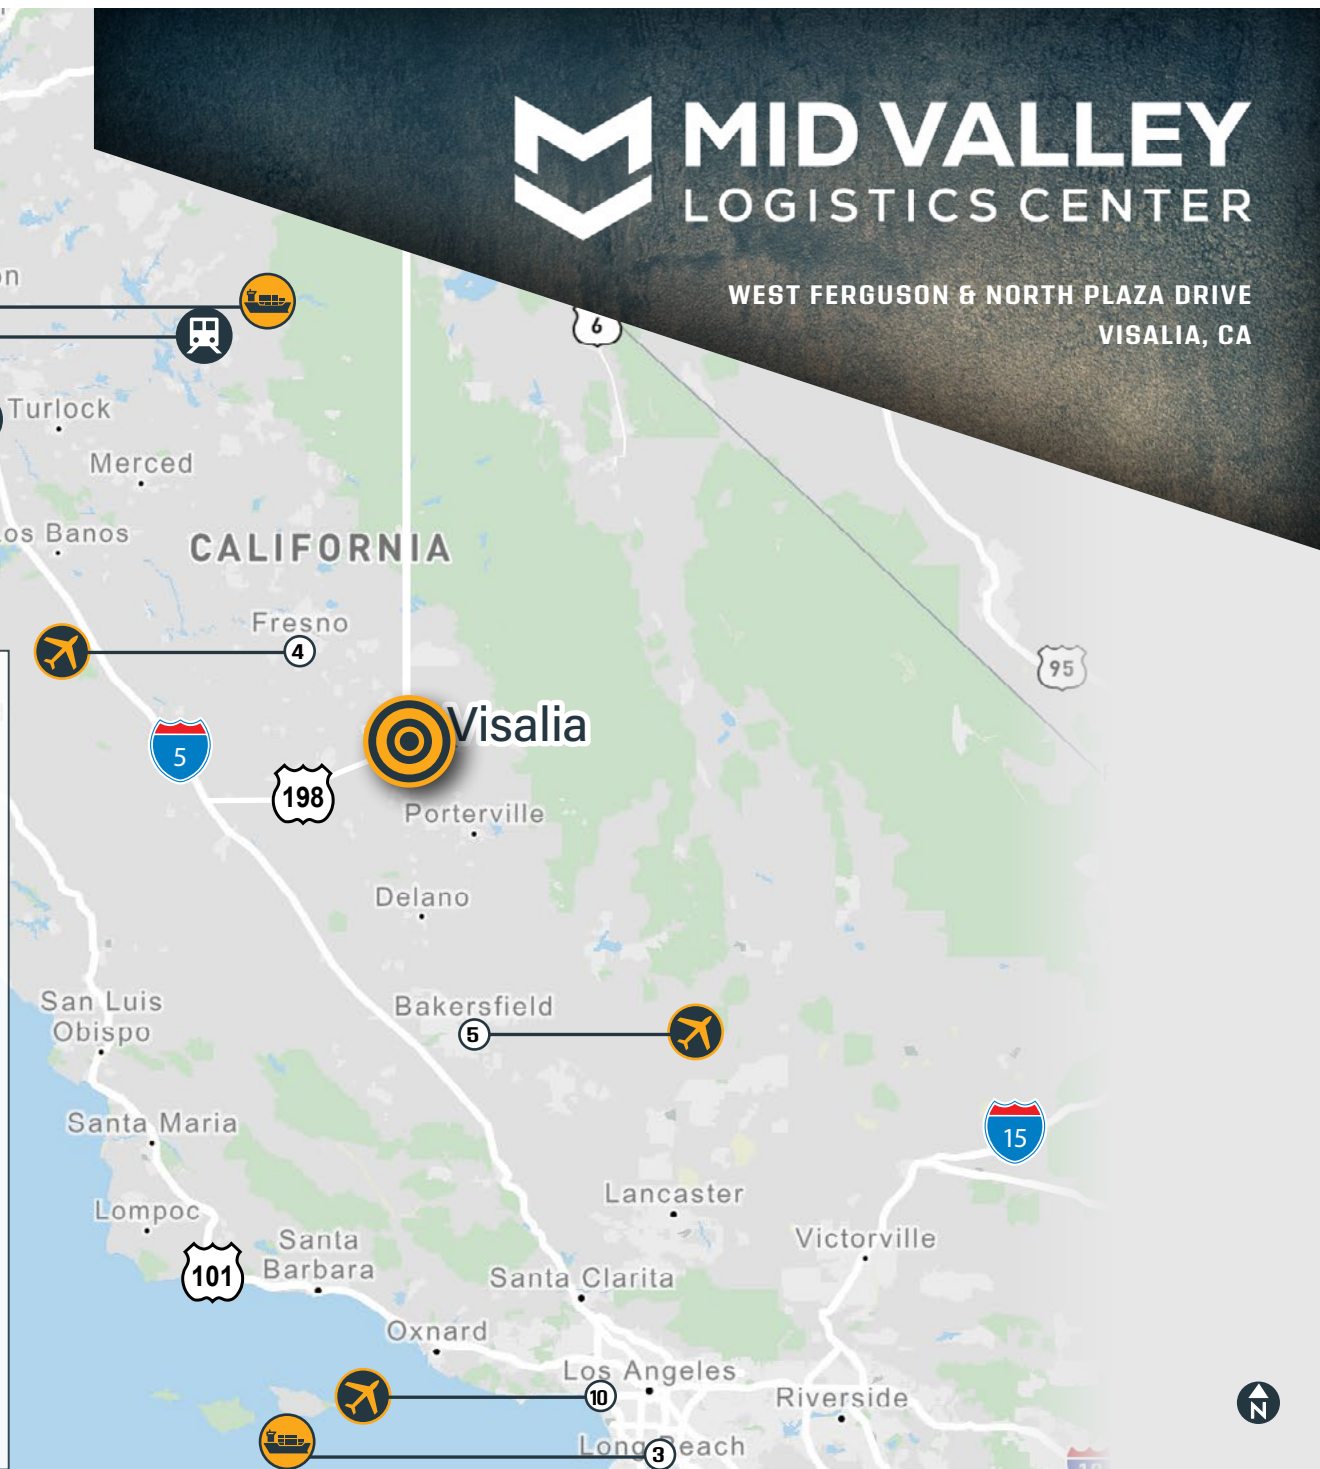 MID VALLEY
LOGISTICS CENTER
WEST FERGUSON & NORTH PLAZA DRIVE
VISALIA, CA
6
Turlock
Merced
os Banos
CALIFORNIA
95
Fresno
4
Visalia
5
198
Porterville
Delano
San Luis
Obispo
Bakersfield
5
Santa Maria
15
Lompoc
Lancaster
Victorville
Santa
Barbara
101
Santa Clarita
Oxnard
Los Angeles
10
Riverside
N
Long Beach
3